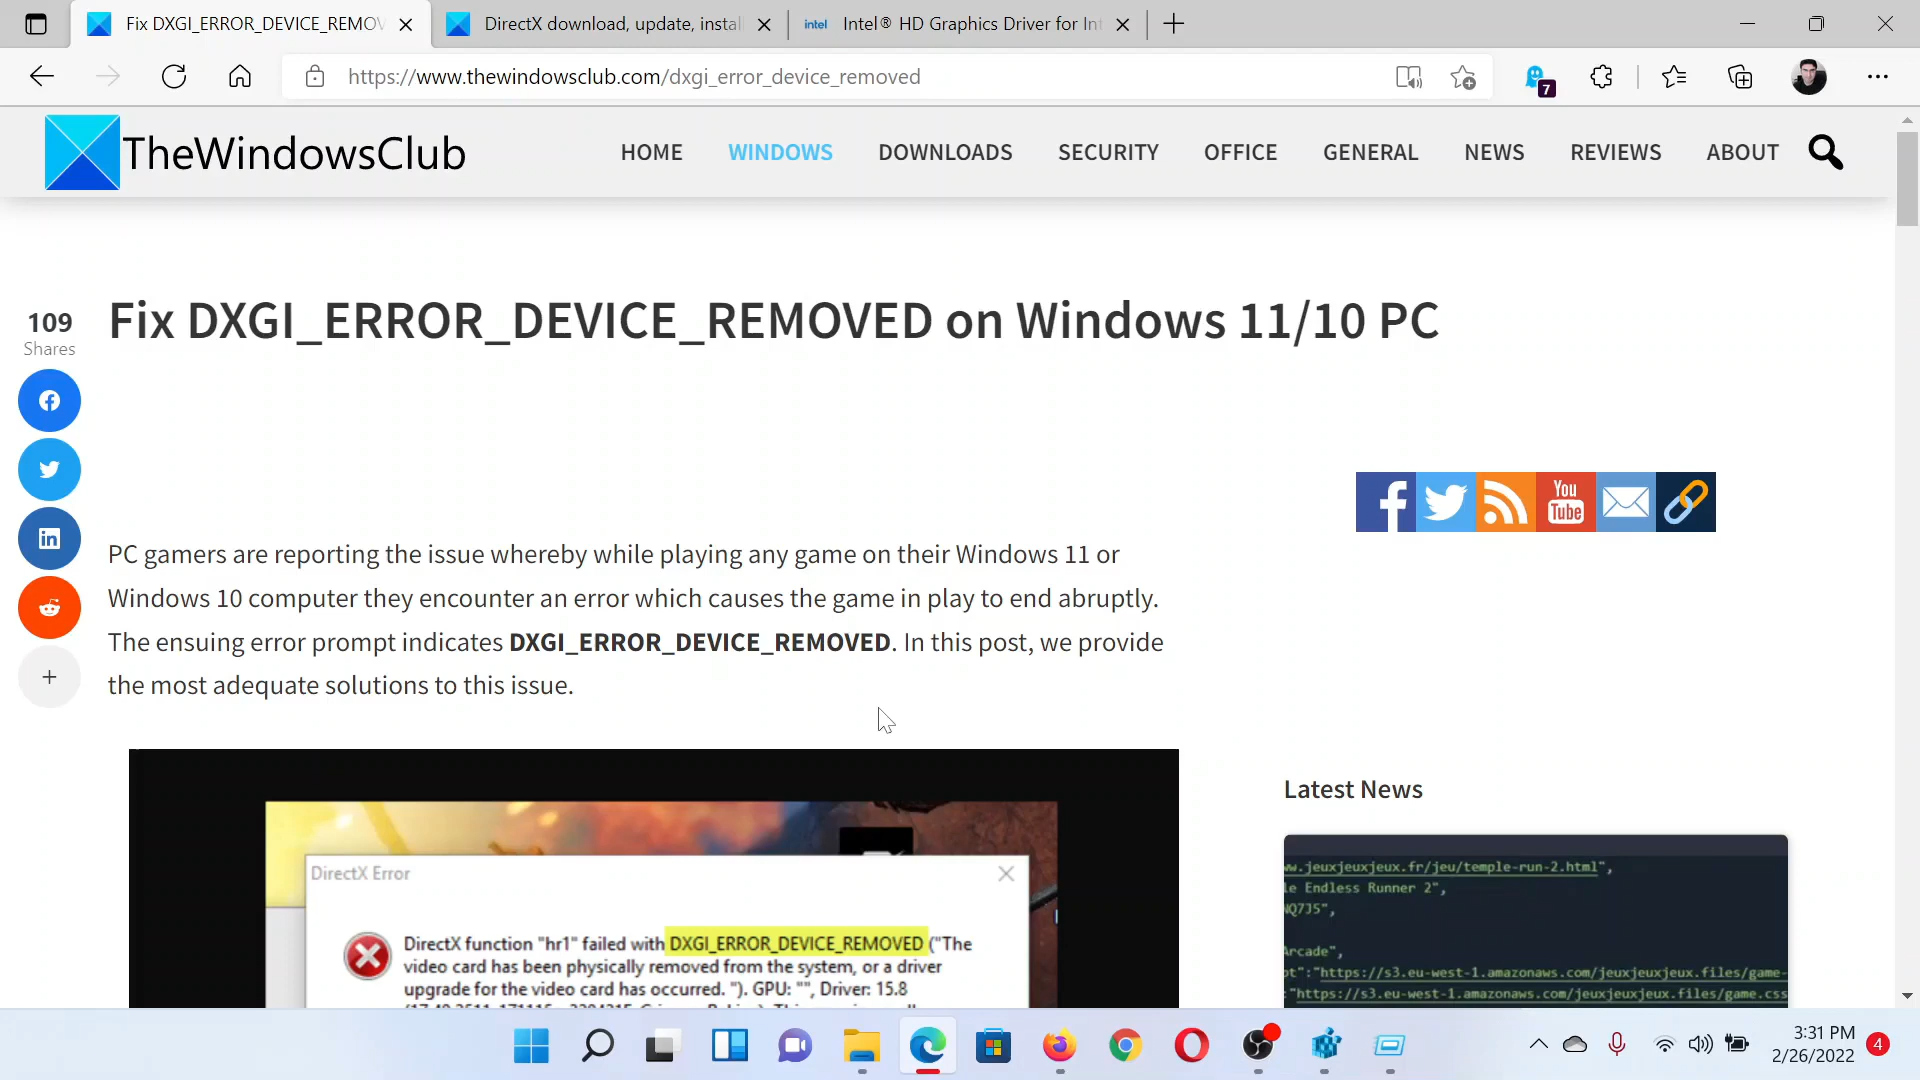 Fix DXGI_ERROR_DEVICE_REMOV
DirectX download, update, instal
intel
Intel® HD Graphics Driver for Int
https://www.thewindowsclub.com/dxgi_error_device_removed
7
TheWindowsClub
HOME
WINDOWS
DOWNLOADS
SECURITY
OFFICE
GENERAL
NEWS
REVIEWS
ABOUT
109
Shares
Fix DXGI_ERROR_DEVICE_REMOVED on Windows 11/10 PC
You
Tube
PC gamers are reporting the issue whereby while playing any game on their Windows 11 or
Windows 10 computer they encounter an error which causes the game in play to end abruptly.
The ensuing error prompt indicates DXGI_ERROR_DEVICE_REMOVED. In this post, we provide
the most adequate solutions to this issue.
DirectX Error
DirectX function "hr1" failed with DXGI_ERROR_DEVICE_REMOVED ("The
video card has been physically removed from the system, or a driver
upgrade for the video card has occurred. "). GPU: "", Driver: 15.8
Latest News
w.jeuxjeuxjeux.fr/jeu/temple-run-2.html",
le Endless Runner 2",
NQ7J5",
Arcade",
pt":"https://s3.eu-west-1.amazonaws.com/jeuxjeuxjeux.files/game-
"https://s3.eu-west-1.amazonaws.com/jeuxjeuxjeux.files/game.css
3:31 PM
2/26/2022
4